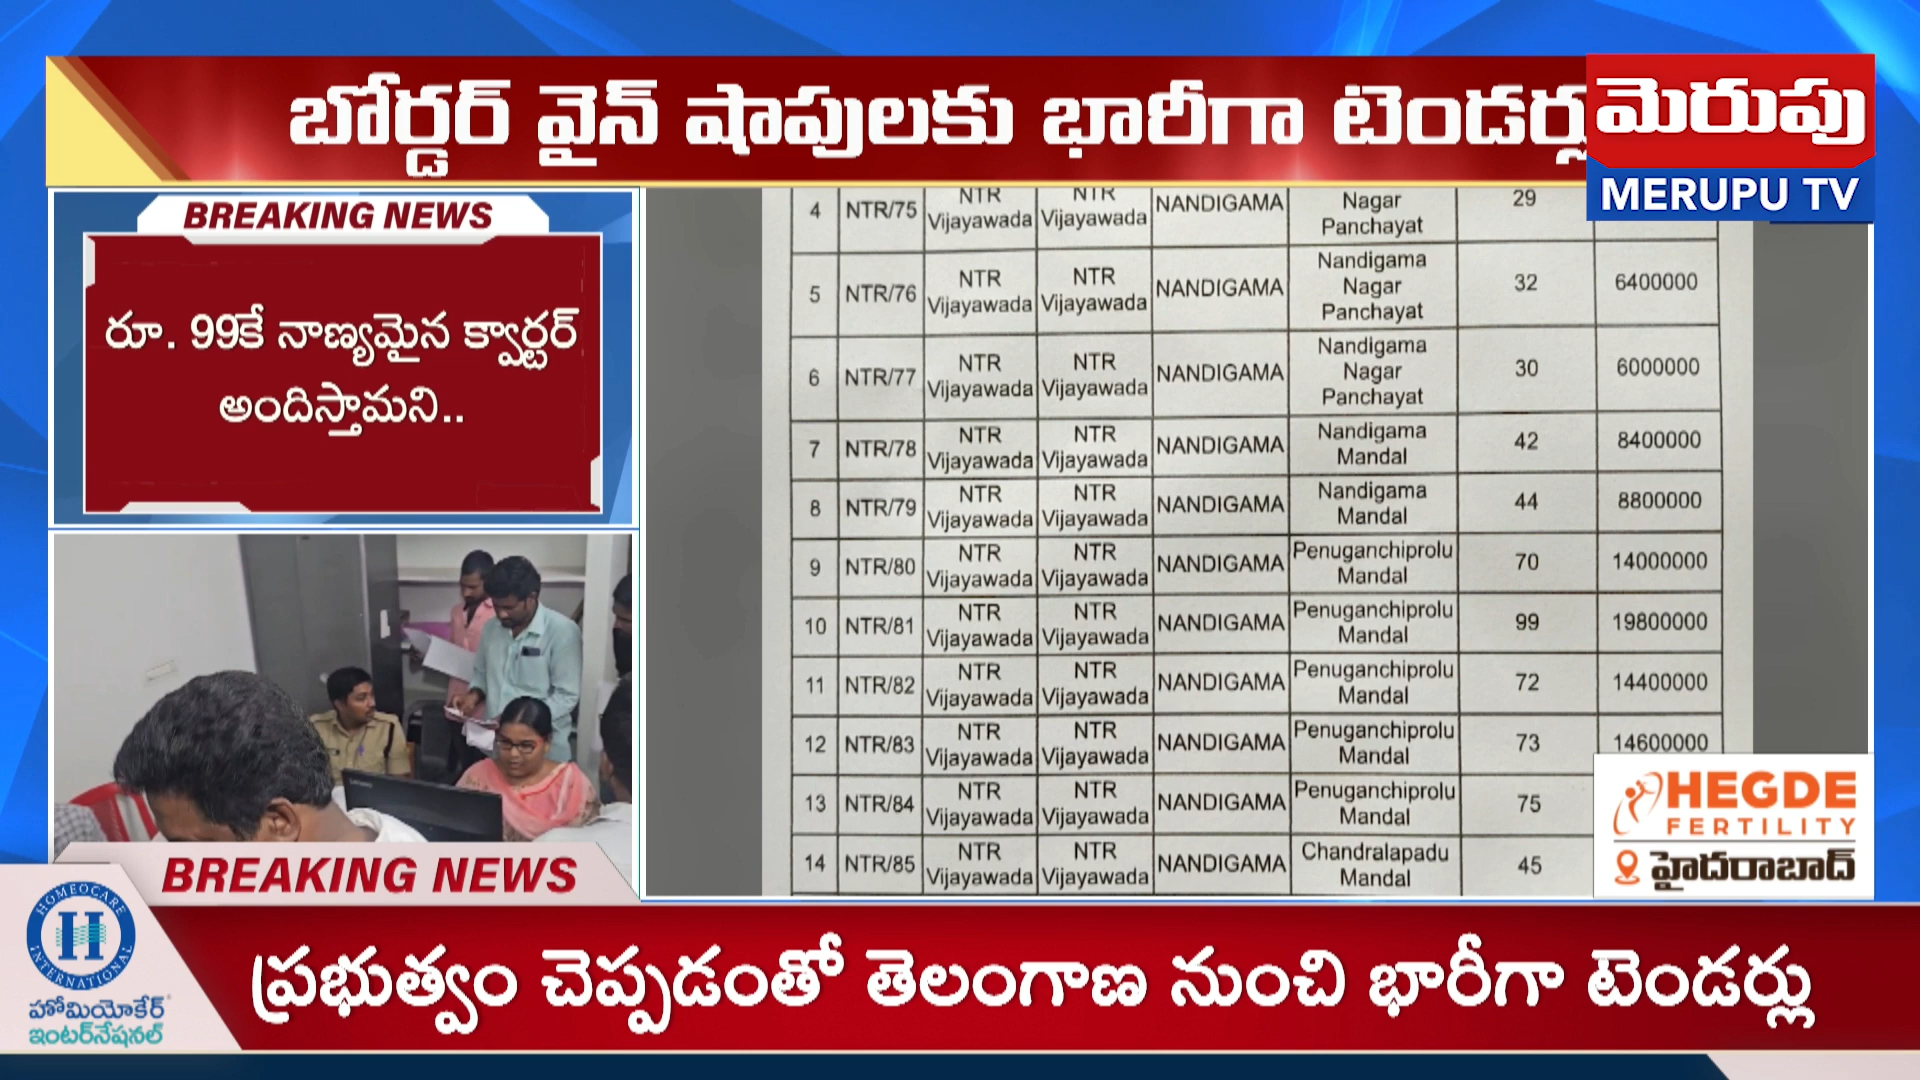 బోర్డర్ వైన్ షాపులకు భారీగా టెండర్లు
మెరుపు
MERUPU TV
BREAKING NEWS
రూ. 99కే నాణ్యమైన క్వార్టర్
అందిస్తామని..
4 NTR/75 NTR Vijayawada NTR Vijayawada NANDIGAMA Nagar Panchayat 29
5 NTR/76 NTR Vijayawada NTR Vijayawada NANDIGAMA Nandigama Nagar Panchayat 32 6400000
6 NTR/77 NTR Vijayawada NTR Vijayawada NANDIGAMA Nandigama Nagar Panchayat 30 6000000
7 NTR/78 NTR Vijayawada NTR Vijayawada NANDIGAMA Nandigama Mandal 42 8400000
8 NTR/79 NTR Vijayawada NTR Vijayawada NANDIGAMA Nandigama Mandal 44 8800000
9 NTR/80 NTR Vijayawada NTR Vijayawada NANDIGAMA Penuganchiprolu Mandal 70 14000000
10 NTR/81 NTR Vijayawada NTR Vijayawada NANDIGAMA Penuganchiprolu Mandal 99 19800000
11 NTR/82 NTR Vijayawada NTR Vijayawada NANDIGAMA Penuganchiprolu Mandal 72 14400000
12 NTR/83 NTR Vijayawada NTR Vijayawada NANDIGAMA Penuganchiprolu Mandal 73 14600000
13 NTR/84 NTR Vijayawada NTR Vijayawada NANDIGAMA Penuganchiprolu Mandal 75
14 NTR/85 NTR Vijayawada NTR Vijayawada NANDIGAMA Chandralapadu Mandal 45
HEGDE
FERTILITY
హైదరాబాద్
BREAKING NEWS
HOMEOCARE
H
INTERNATIONAL
హోమియోకేర్
ఇంటర్‌నేషనల్
ప్రభుత్వం చెప్పడంతో తెలంగాణ నుంచి భారీగా టెండర్లు